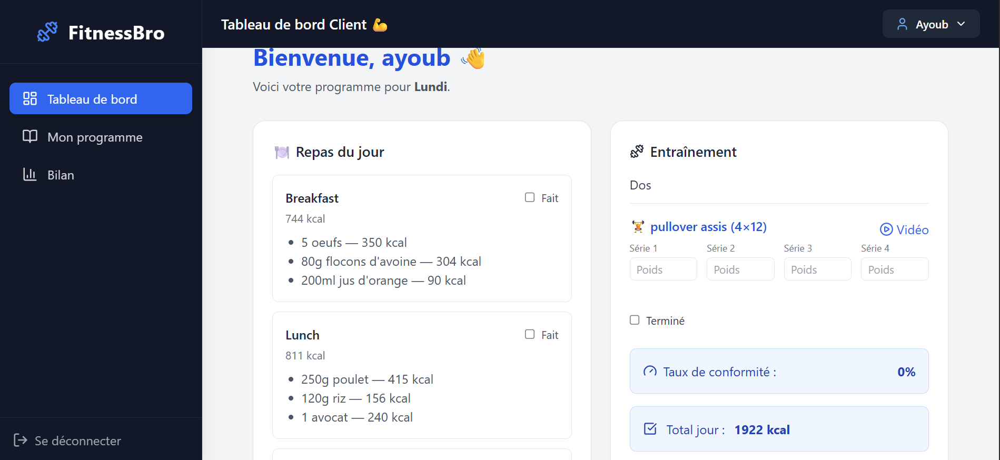 FitnessBro
Tableau de bord
Mon programme
Bilan
Se déconnecter
Tableau de bord Client 💪
Ayoub
Bienvenue, ayoub 👋
Voici votre programme pour Lundi.
🍽️ Repas du jour
Breakfast
Fait
744 kcal
• 5 oeufs — 350 kcal
• 80g flocons d'avoine — 304 kcal
• 200ml jus d'orange — 90 kcal
Lunch
Fait
811 kcal
• 250g poulet — 415 kcal
• 120g riz — 156 kcal
• 1 avocat — 240 kcal
Entraînement
Dos
🏋️ pullover assis (4×12)
Vidéo
Série 1 Série 2 Série 3 Série 4
Poids Poids Poids Poids
Terminé
Taux de conformité : 0%
Total jour : 1922 kcal